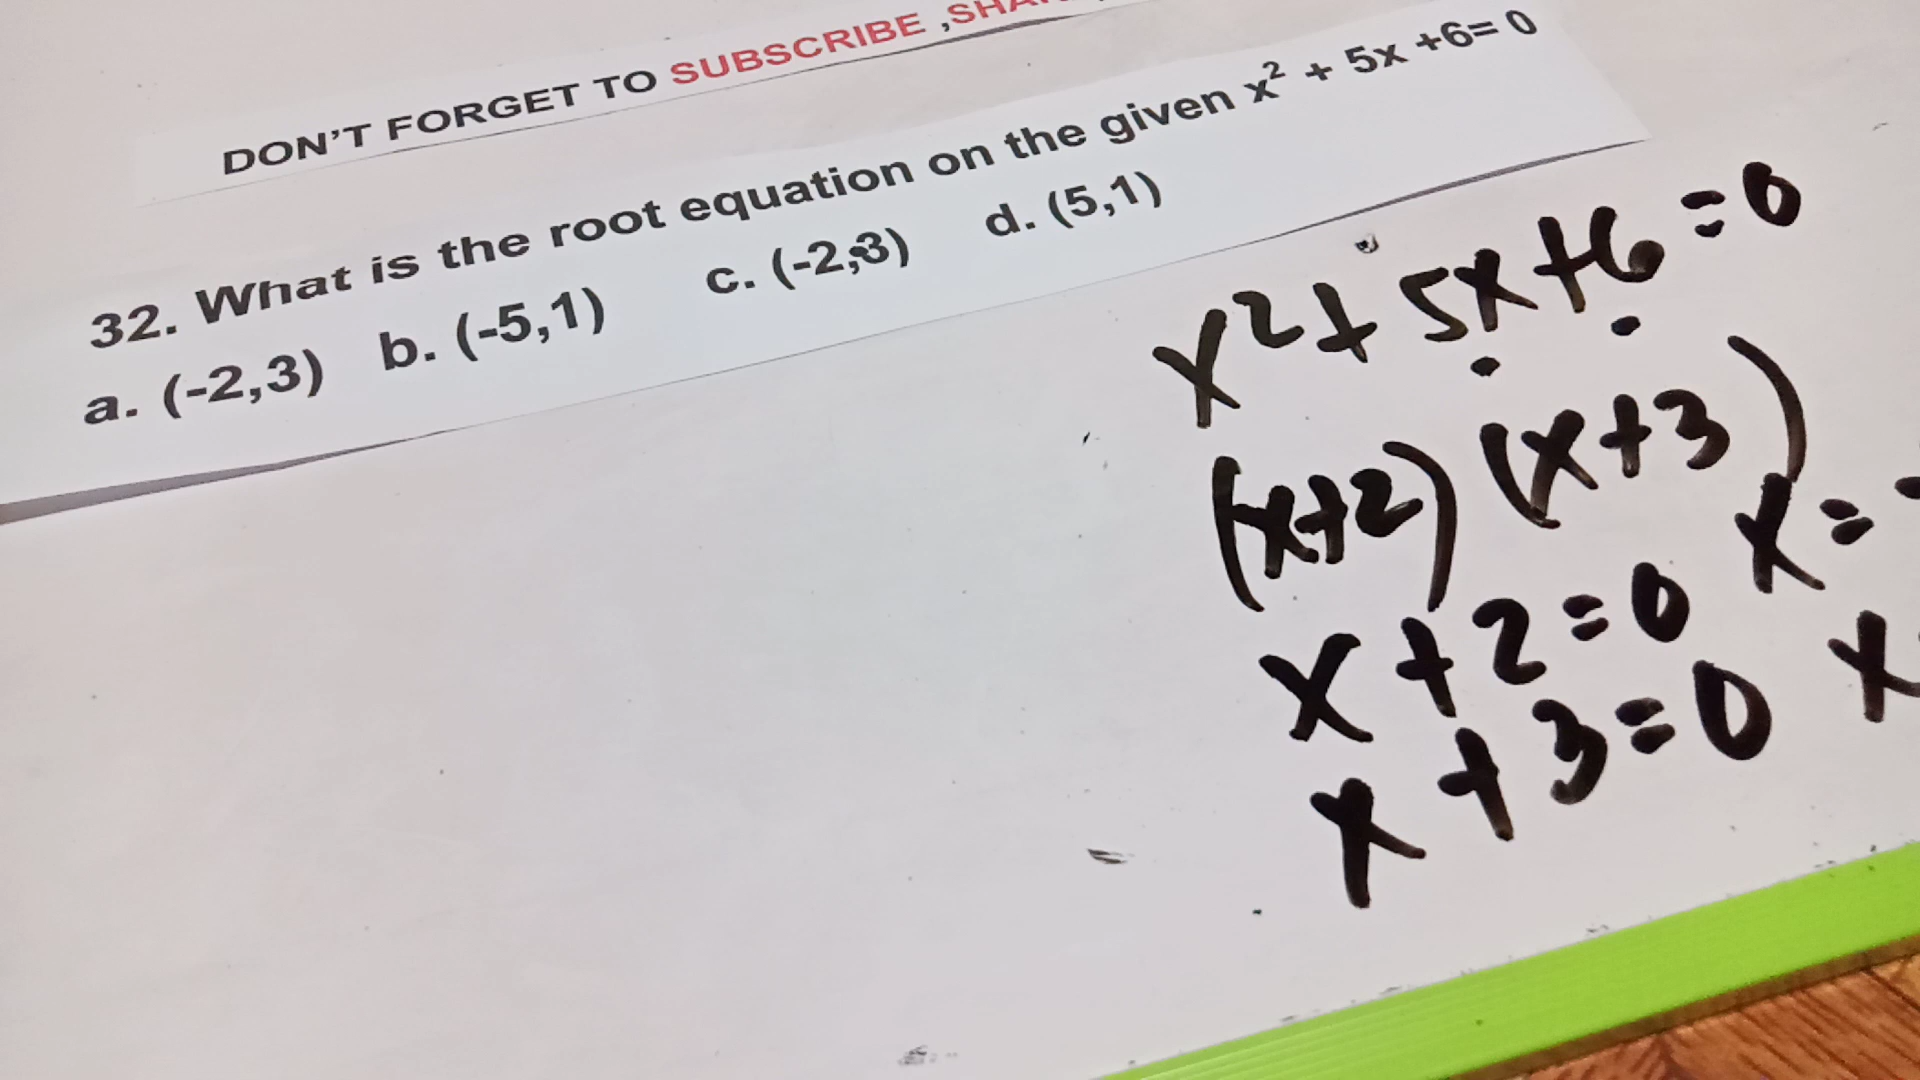 DON'T FORGET TO SUBSCRIBE ,
32. What is the root equation on the given x² + 5x +6= 0
a. (-2,3) b. (-5,1) c. (-2,-3) d. (5,1)
x² + 5x + 6 = 0
(x+2) (x+3)
x + 2 = 0 x = -
x + 3 = 0 x